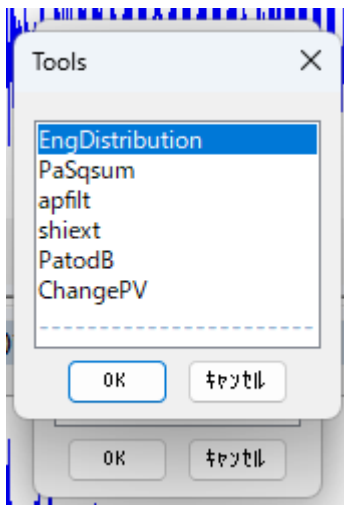 Tools
EngDistribution
PaSqsum
apfilt
shiext
PatodB
ChangePV
OK
ｷｬﾝｾﾙ
OK
ｷｬﾝｾﾙ